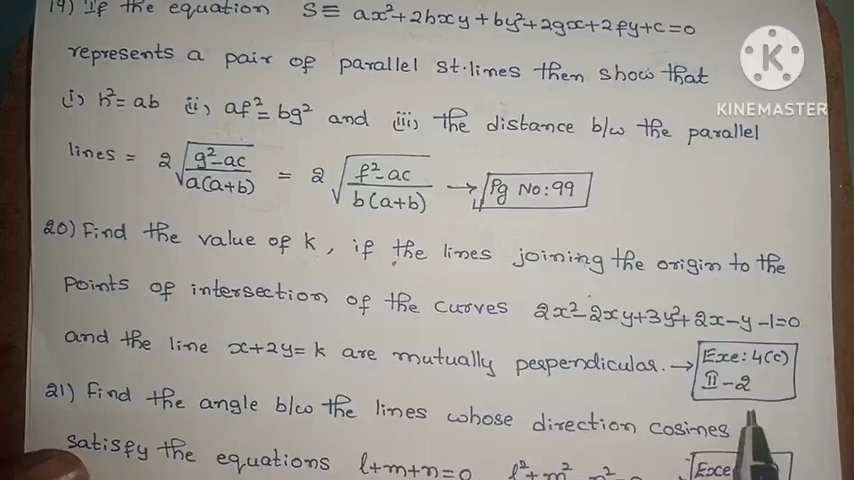 19) If the equation S≡ ax²+2hxy+by²+2gx+2fy+c=0
represents a pair of parallel st.lines then show that
(i) h²=ab (ii) af²=bg² and (iii) the distance b/w the parallel
lines = 2√(g²-ac)/(a(a+b)) = 2√(f²-ac)/(b(a+b)) → Pg No:99
20) Find the value of k, if the lines joining the origin to the
points of intersection of the curves 2x²-2xy+3y²+2x-y-1=0
and the line x+2y=k are mutually perpendicular. → Exe:4(c)
II-2
21) Find the angle b/w the lines whose direction cosines
satisfy the equations l+m+n=0 Exe
KINEMASTER